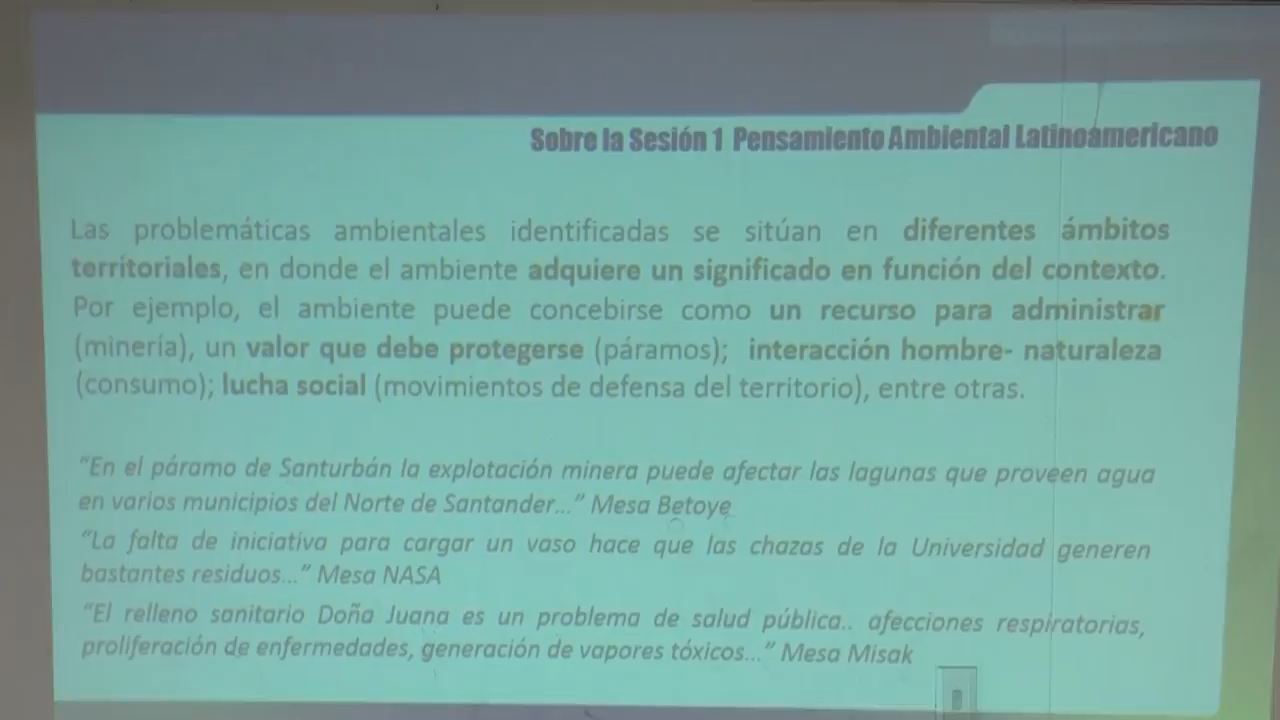 Sobre la Sesión 1 Pensamiento Ambiental Latinoamericano
Las problemáticas ambientales identificadas se sitúan en diferentes ámbitos
territoriales, en donde el ambiente adquiere un significado en función del contexto.
Por ejemplo, el ambiente puede concebirse como un recurso para administrar
(minería), un valor que debe protegerse (páramos); interacción hombre- naturaleza
(consumo); lucha social (movimientos de defensa del territorio), entre otras.
"En el páramo de Santurbán la explotación minera puede afectar las lagunas que proveen agua
en varios municipios del Norte de Santander..." Mesa Betoye
"La falta de iniciativa para cargar un vaso hace que las chazas de la Universidad generen
bastantes residuos..." Mesa NASA
"El relleno sanitario Doña Juana es un problema de salud pública.. afecciones respiratorias,
proliferación de enfermedades, generación de vapores tóxicos..." Mesa Misak